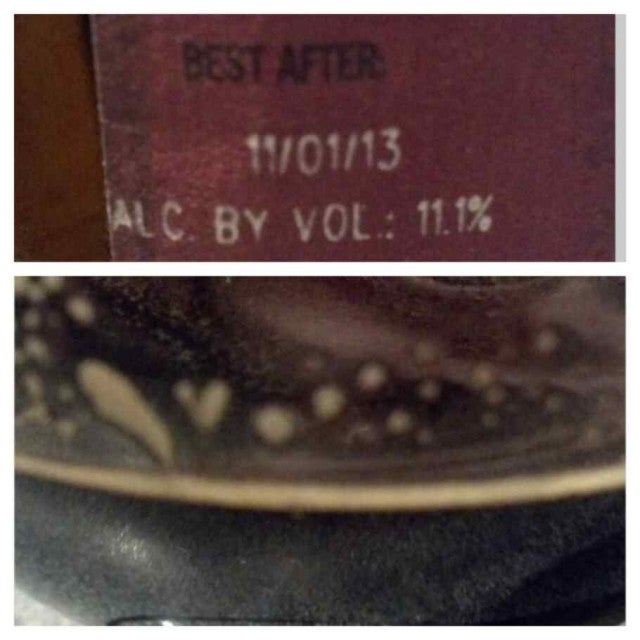 BEST AFTER:
11/01/13
ALC. BY VOL.: 11.1%